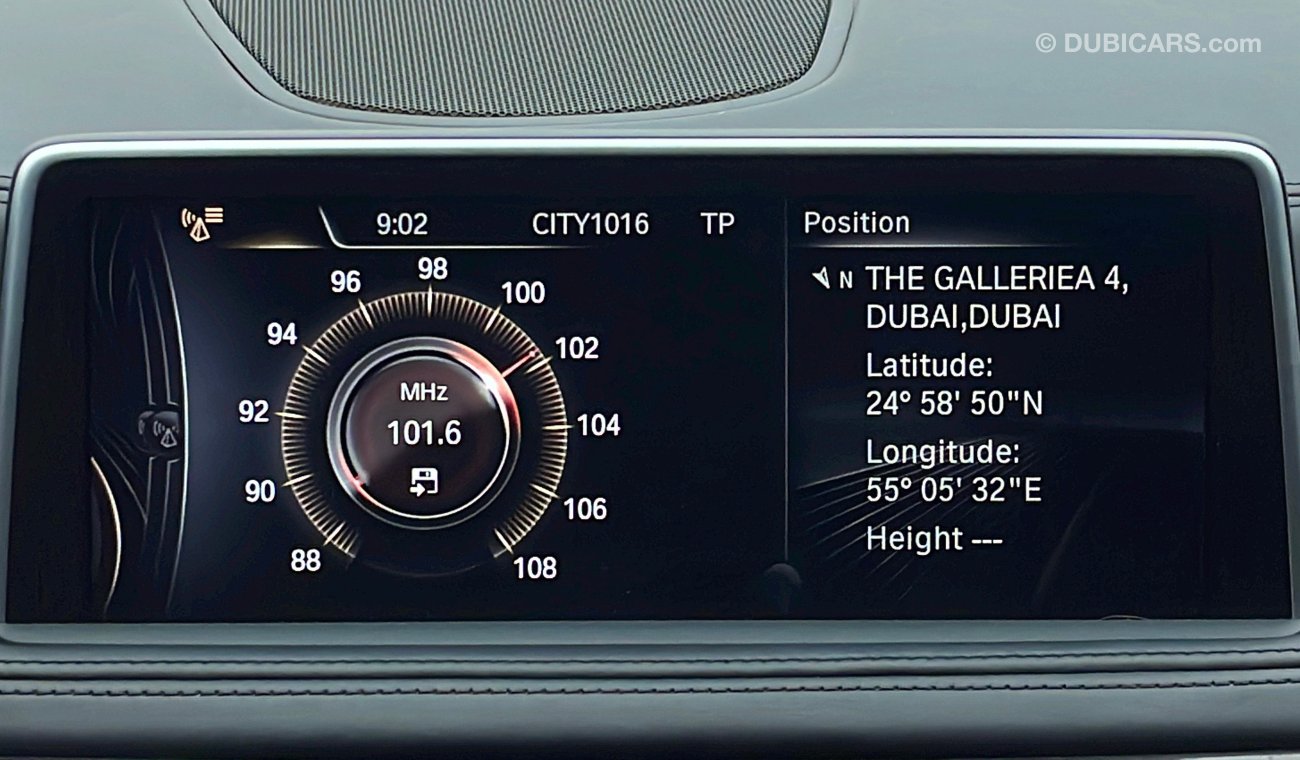 © DUBICARS.com
9:02 CITY1016 TP
Position
N THE GALLERIEA 4,
DUBAI,DUBAI
Latitude:
24° 58' 50"N
Longitude:
55° 05' 32"E
Height ---
88
90
92
94
96
98
100
102
104
106
108
MHz
101.6